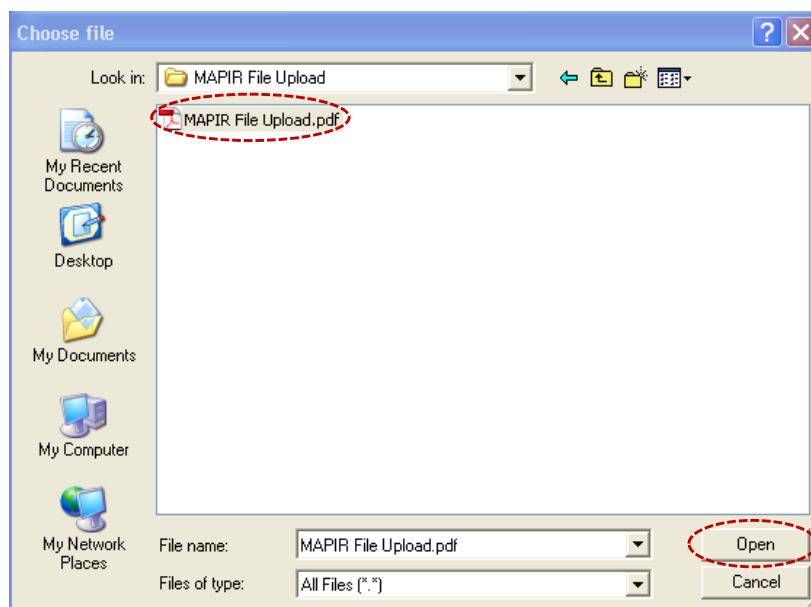 Choose file
Look in: MAPIR File Upload
MAPIR File Upload.pdf
My Recent
Documents
Desktop
My Documents
My Computer
My Network
Places
File name: MAPIR File Upload.pdf Open
Files of type: All Files (*.*) Cancel